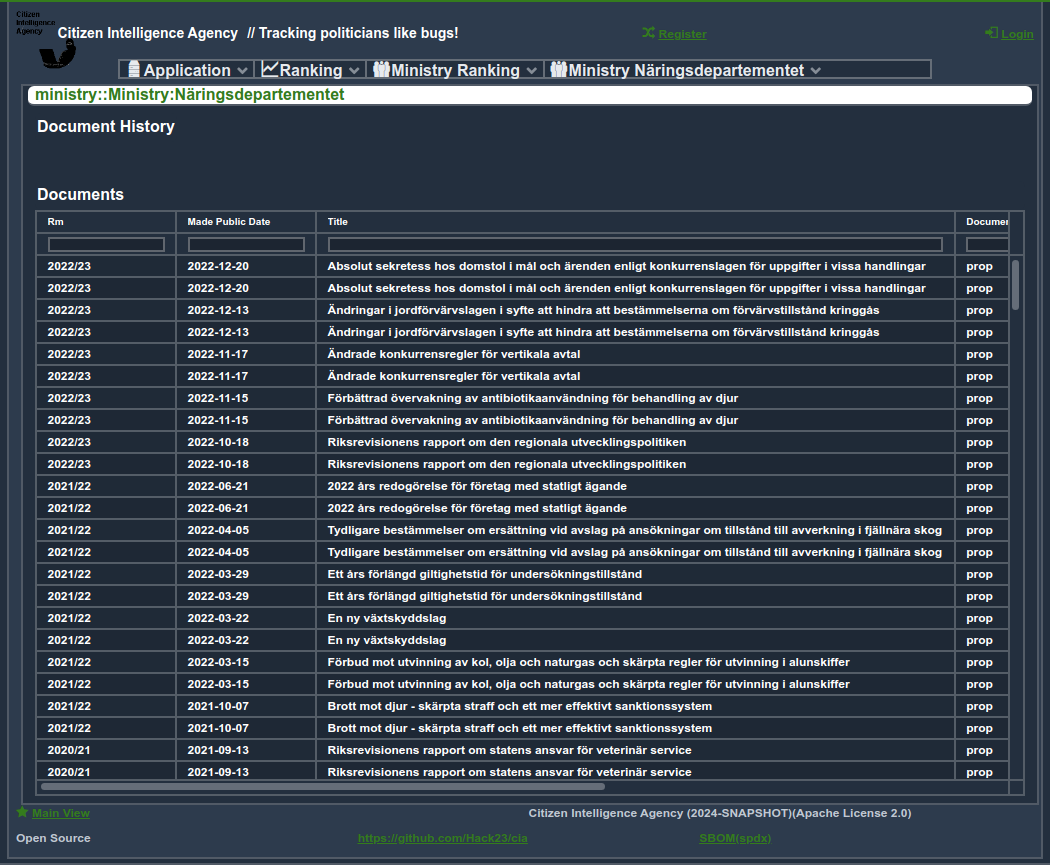 Citizen
Intelligence
Agency
Citizen Intelligence Agency // Tracking politicians like bugs!
Register
Login
Application Ranking Ministry Ranking Ministry Näringsdepartementet
ministry::Ministry:Näringsdepartementet
Document History
Documents
Rm Made Public Date Title Documen
2022/23 2022-12-20 Absolut sekretess hos domstol i mål och ärenden enligt konkurrenslagen för uppgifter i vissa handlingar prop
2022/23 2022-12-20 Absolut sekretess hos domstol i mål och ärenden enligt konkurrenslagen för uppgifter i vissa handlingar prop
2022/23 2022-12-13 Ändringar i jordförvärvslagen i syfte att hindra att bestämmelserna om förvärvstillstånd kringgås prop
2022/23 2022-12-13 Ändringar i jordförvärvslagen i syfte att hindra att bestämmelserna om förvärvstillstånd kringgås prop
2022/23 2022-11-17 Ändrade konkurrensregler för vertikala avtal prop
2022/23 2022-11-17 Ändrade konkurrensregler för vertikala avtal prop
2022/23 2022-11-15 Förbättrad övervakning av antibiotikaanvändning för behandling av djur prop
2022/23 2022-11-15 Förbättrad övervakning av antibiotikaanvändning för behandling av djur prop
2022/23 2022-10-18 Riksrevisionens rapport om den regionala utvecklingspolitiken prop
2022/23 2022-10-18 Riksrevisionens rapport om den regionala utvecklingspolitiken prop
2021/22 2022-06-21 2022 års redogörelse för företag med statligt ägande prop
2021/22 2022-06-21 2022 års redogörelse för företag med statligt ägande prop
2021/22 2022-04-05 Tydligare bestämmelser om ersättning vid avslag på ansökningar om tillstånd till avverkning i fjällnära skog prop
2021/22 2022-04-05 Tydligare bestämmelser om ersättning vid avslag på ansökningar om tillstånd till avverkning i fjällnära skog prop
2021/22 2022-03-29 Ett års förlängd giltighetstid för undersökningstillstånd prop
2021/22 2022-03-29 Ett års förlängd giltighetstid för undersökningstillstånd prop
2021/22 2022-03-22 En ny växtskyddslag prop
2021/22 2022-03-22 En ny växtskyddslag prop
2021/22 2022-03-15 Förbud mot utvinning av kol, olja och naturgas och skärpta regler för utvinning i alunskiffer prop
2021/22 2022-03-15 Förbud mot utvinning av kol, olja och naturgas och skärpta regler för utvinning i alunskiffer prop
2021/22 2021-10-07 Brott mot djur - skärpta straff och ett mer effektivt sanktionssystem prop
2021/22 2021-10-07 Brott mot djur - skärpta straff och ett mer effektivt sanktionssystem prop
2020/21 2021-09-13 Riksrevisionens rapport om statens ansvar för veterinär service prop
2020/21 2021-09-13 Riksrevisionens rapport om statens ansvar för veterinär service prop
Main View Citizen Intelligence Agency (2024-SNAPSHOT)(Apache License 2.0)
Open Source https://github.com/Hack23/cia SBOM(spdx)